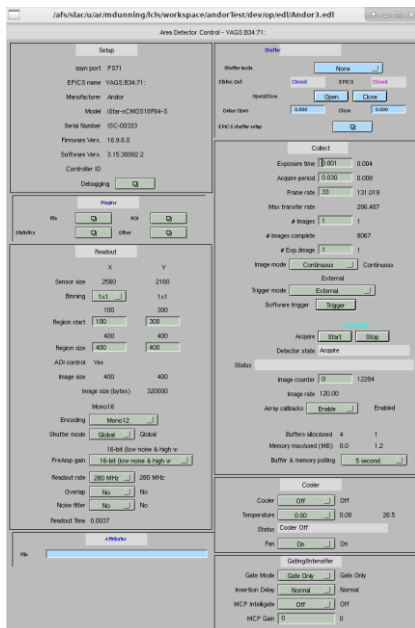 /afs/slac/u/ar/mdunning/lcls/workspace/andorTest/dev/op/edl/Andor3.edl
Area Detector Control - VAGS:B34:71:
Setup
asyn port PS71
EPICS name VAGS:B34:71:
Manufacturer Andor
Model iStar-sCMOS18F64-S
Serial Number ISC-00333
Firmware Vers. 16.9.6.0
Software Vers. 3.15.30092.2
Controller ID
Debugging
Plugins
File ROI
Statistics Other
Readout
X Y
Sensor size 2560 2160
Binning 1x1 1x1
100 300
Region start 100 300
400 400
Region size 400 400
AOI control Yes
Image size 400 400
Image size (bytes) 320000
Mono16
Encoding Mono12
Shutter mode Global Global
16-bit (low noise & high w
PreAmp gain 16-bit (low noise & high w
Readout rate 280 MHz 280 MHz
Overlap No No
Noise filter No No
Readout Time 0.0037
Attributes
File
Shutter
Shutter mode None
Status: Det. Closed EPICS Closed
Open/Close Open Close
Delay: Open 0.000 Close 0.000
EPICS shutter setup
Collect
Exposure time 0.001 0.004
Acquire period 0.030 0.000
Frame rate 33 131.019
Max transfer rate 206.487
# Images 1 1
# Images complete 8067
# Exp./image 1 1
Image mode Continuous Continuous
External
Trigger mode External
Software trigger Trigger
Acquire Start Stop
Detector state Acquire
Status
Image counter 0 12284
Image rate 120.00
Array callbacks Enable Enabled
Buffers alloc/used 4 1
Memory max/used (MB) 0.0 1.2
Buffer & memory polling 5 second
Cooler
Cooler Off Off
Temperature 0.00 0.00 26.5
Status Cooler Off
Fan On On
Gating/Intensifier
Gate Mode Gate Only Gate Only
Insertion Delay Normal Normal
MCP Intelligate Off Off
MCP Gain 0 0